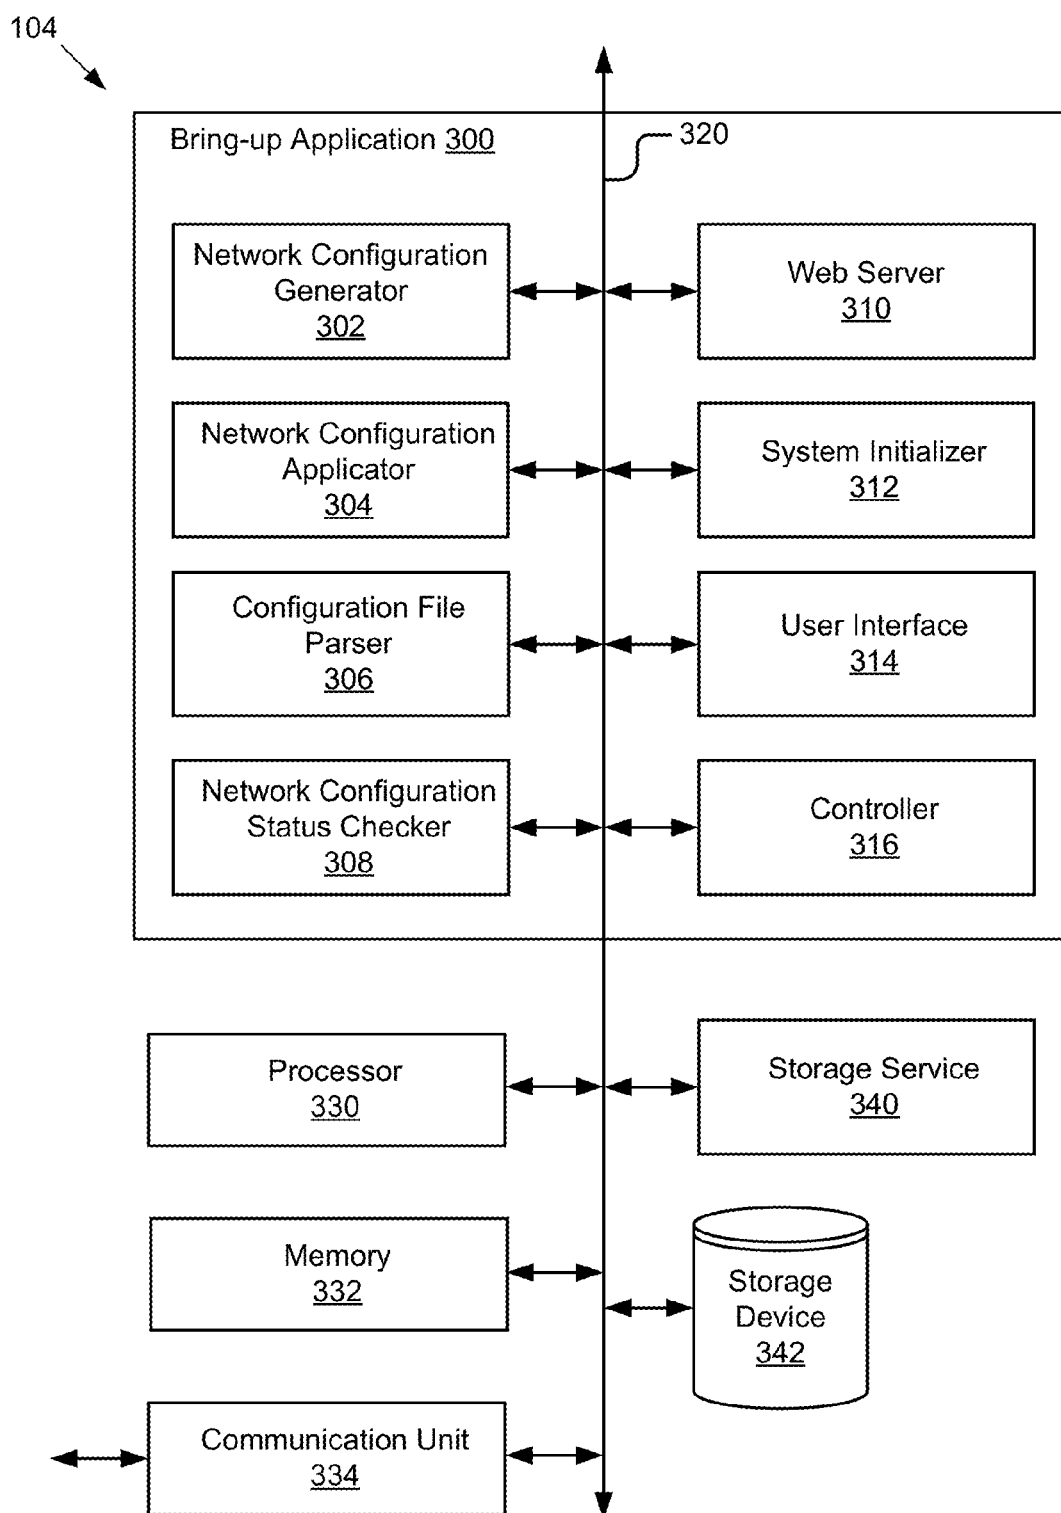 104
Bring-up Application 300
320
Network Configuration
Generator
302
Web Server
310
Network Configuration
Applicator
304
System Initializer
312
Configuration File
Parser
306
User Interface
314
Network Configuration
Status Checker
308
Controller
316
Processor
330
Storage Service
340
Memory
332
Storage
Device
342
Communication Unit
334